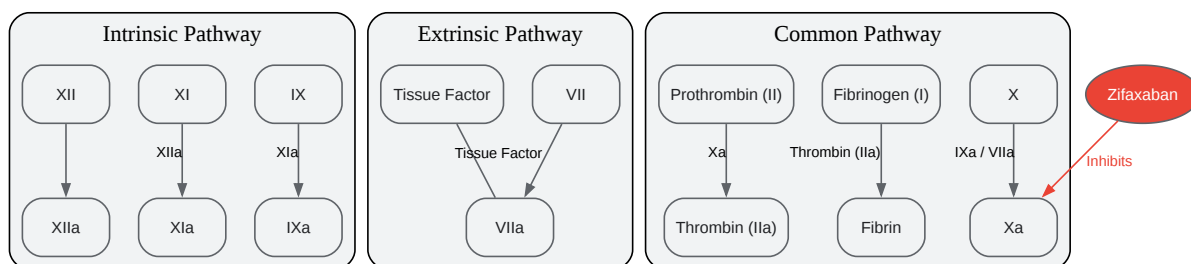 Intrinsic Pathway
Extrinsic Pathway
Common Pathway
XII
XI
IX
Tissue Factor
VII
Prothrombin (II)
Fibrinogen (I)
X
Zifaxaban
XIIa
XIa
Tissue Factor
Xa
Thrombin (IIa)
IXa / VIIa
Inhibits
XIIa
XIa
IXa
VIIa
Thrombin (IIa)
Fibrin
Xa